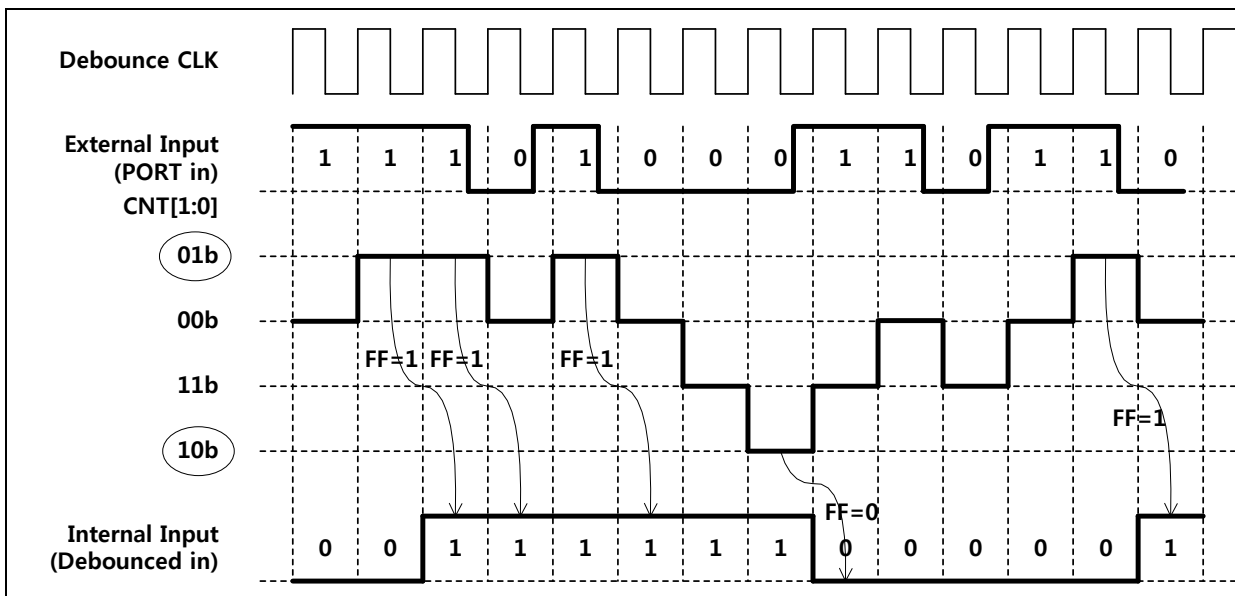 Debounce CLK
External Input
(PORT in)
1 1 1 0 1 0 0 0 1 1 0 1 1 0
CNT[1:0]
01b
00b
FF=1 FF=1 FF=1
11b
FF=1
10b
FF=0
Internal Input
(Debounced in)
0 0 1 1 1 1 1 1 0 0 0 0 0 1